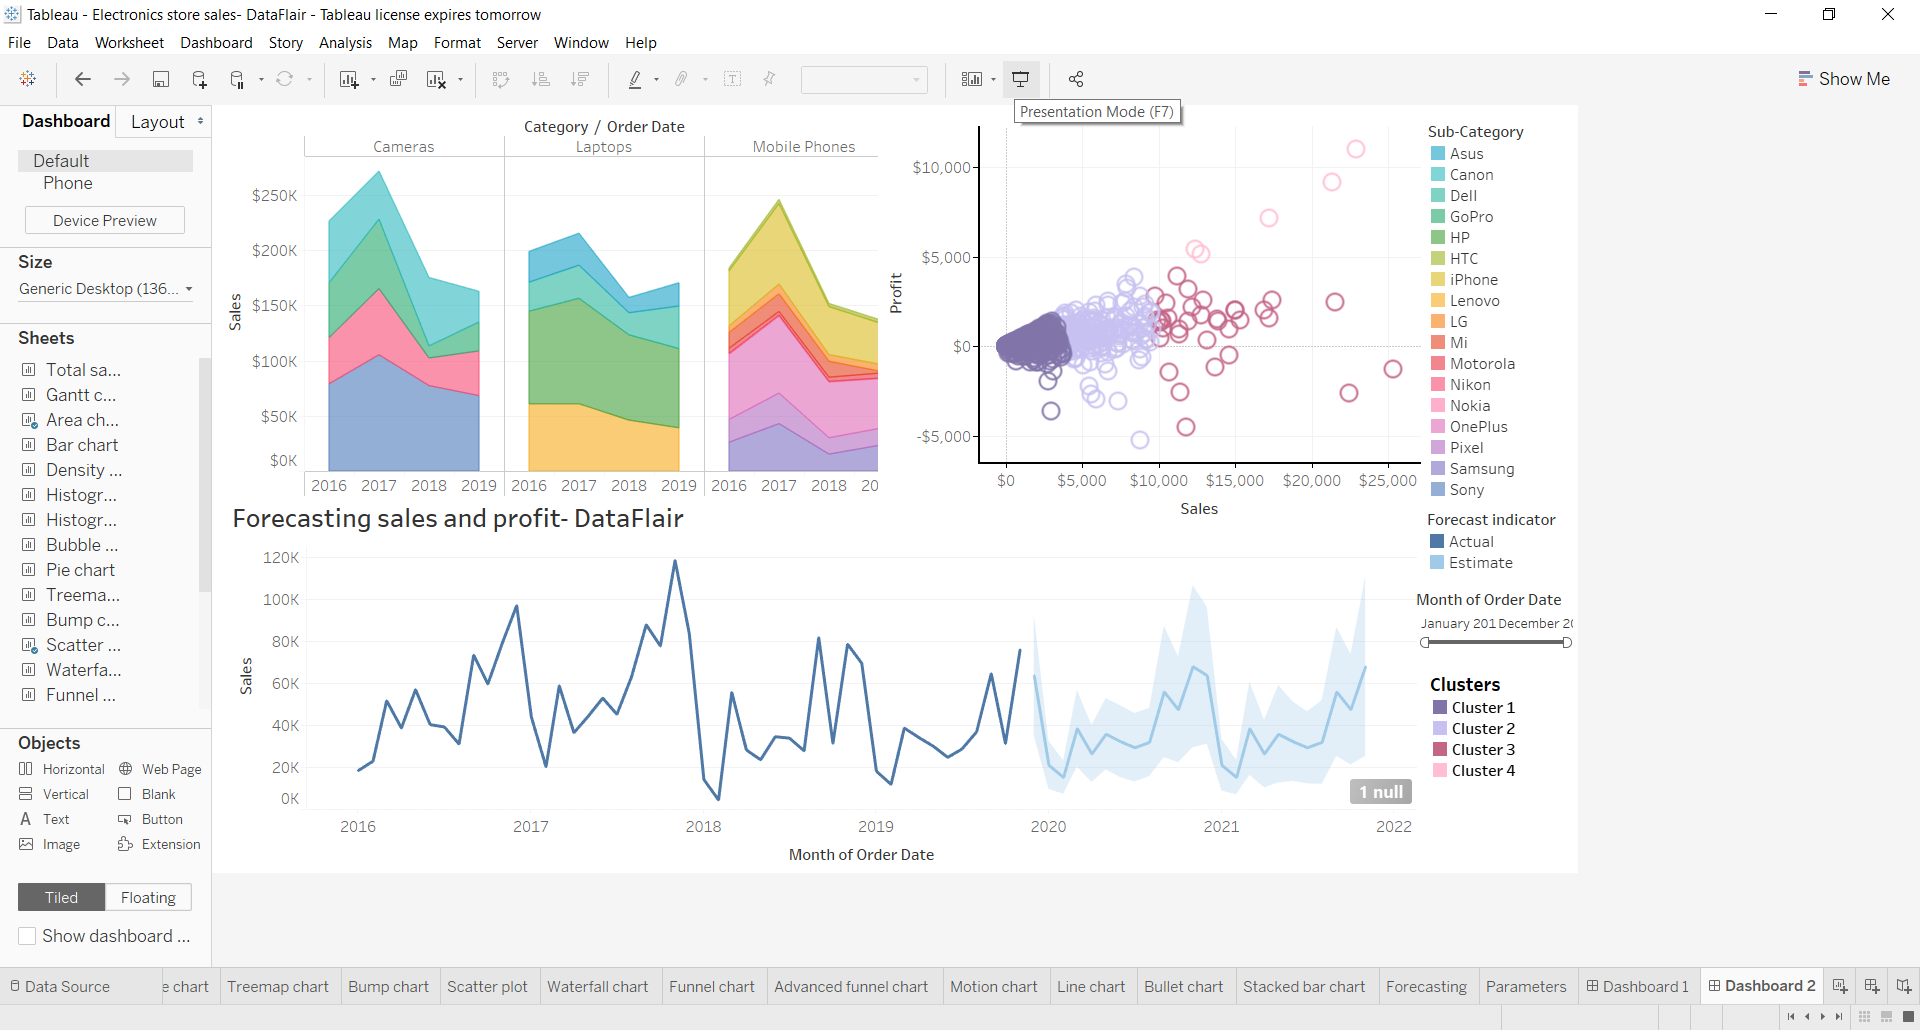 Tableau - Electronics store sales- DataFlair - Tableau license expires tomorrow
File Data Worksheet Dashboard Story Analysis Map Format Server Window Help
Show Me
Presentation Mode (F7)
Dashboard Layout
Default
Phone
Device Preview
Size
Generic Desktop (136...
Sheets
Total sa...
Gantt c...
Area ch...
Bar chart
Density ...
Histogr...
Histogr...
Bubble ...
Pie chart
Treema...
Bump c...
Scatter ...
Waterfa...
Funnel ...
Objects
Horizontal Web Page
Vertical Blank
Text Button
Image Extension
Tiled Floating
Show dashboard ...
Category / Order Date
Cameras Laptops Mobile Phones
Sales
$250K
$200K
$150K
$100K
$50K
$0K
2016 2017 2018 2019 2016 2017 2018 2019 2016 2017 2018 20
Profit
$10,000
$5,000
$0
-$5,000
$0 $5,000 $10,000 $15,000 $20,000 $25,000
Sales
Sub-Category
Asus
Canon
Dell
GoPro
HP
HTC
iPhone
Lenovo
LG
Mi
Motorola
Nikon
Nokia
OnePlus
Pixel
Samsung
Sony
Forecast indicator
Actual
Estimate
Month of Order Date
January 201 December 20
Clusters
Cluster 1
Cluster 2
Cluster 3
Cluster 4
Forecasting sales and profit- DataFlair
Sales
120K
100K
80K
60K
40K
20K
0K
1 null
2016 2017 2018 2019 2020 2021 2022
Month of Order Date
Data Source e chart Treemap chart Bump chart Scatter plot Waterfall chart Funnel chart Advanced funnel chart Motion chart Line chart Bullet chart Stacked bar chart Forecasting Parameters Dashboard 1 Dashboard 2